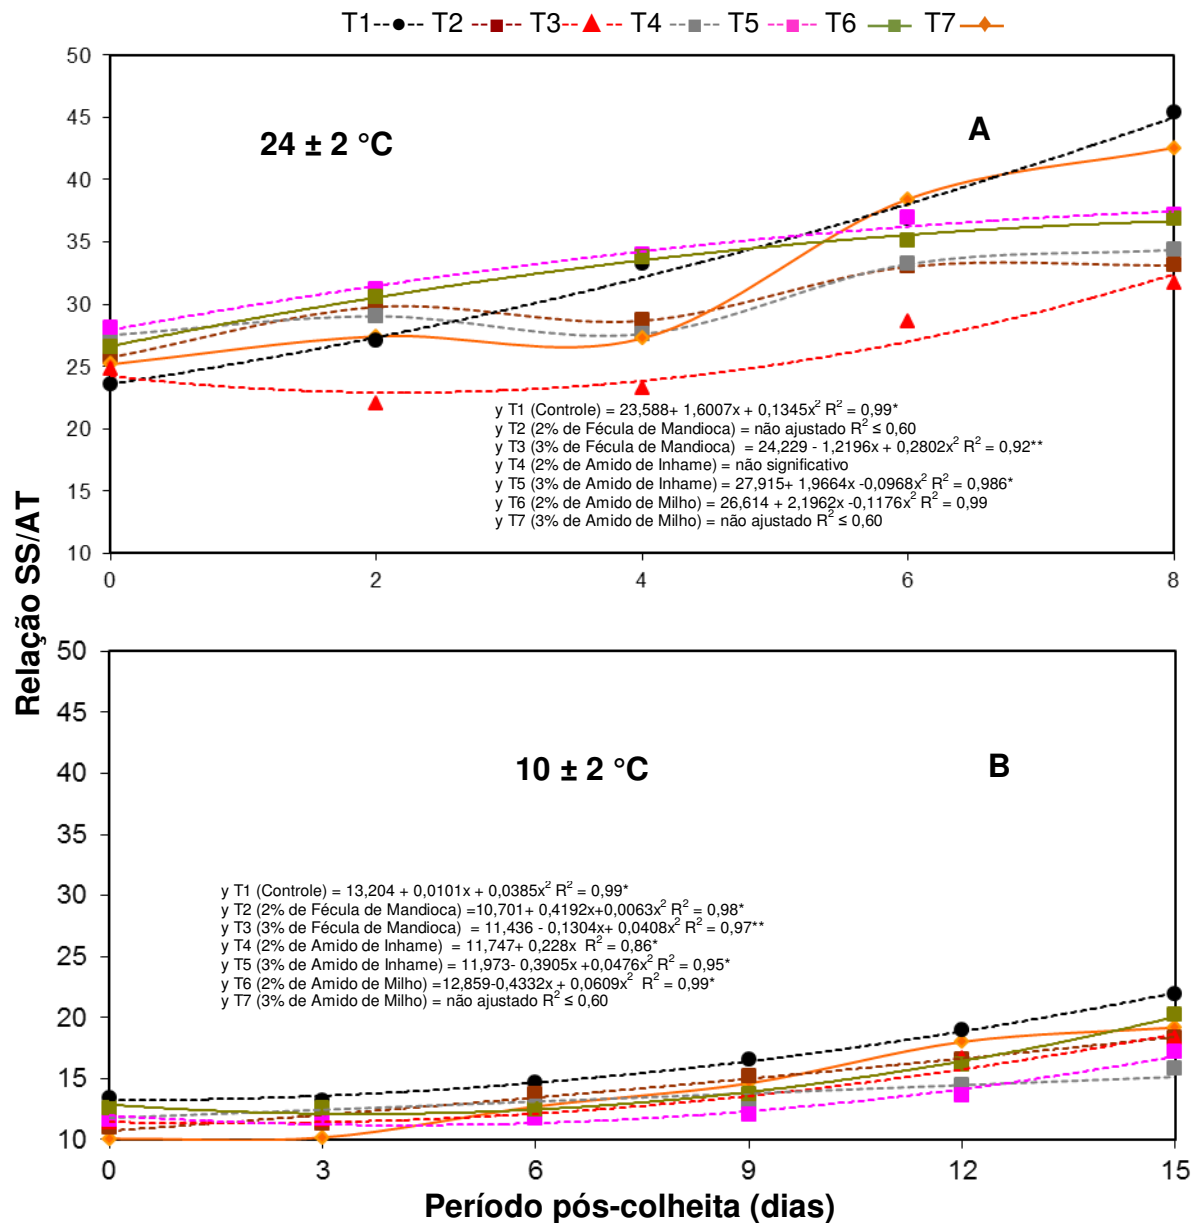 T1 T2 T3 T4 T5 T6 T7
Relação SS/AT
50
45
40
35
30
25
20
15
10
24 ± 2 °C
A
y T1 (Controle) = 23,588+ 1,6007x + 0,1345x² R² = 0,99*
y T2 (2% de Fécula de Mandioca) = não ajustado R² ≤ 0,60
y T3 (3% de Fécula de Mandioca) = 24,229 - 1,2196x + 0,2802x² R² = 0,92**
y T4 (2% de Amido de Inhame) = não significativo
y T5 (3% de Amido de Inhame) = 27,915+ 1,9664x -0,0968x² R² = 0,986*
y T6 (2% de Amido de Milho) = 26,614 + 2,1962x -0,1176x² R² = 0,99
y T7 (3% de Amido de Milho) = não ajustado R² ≤ 0,60
0 2 4 6 8
50
45
40
35
30
25
20
15
10
10 ± 2 °C
B
y T1 (Controle) = 13,204 + 0,0101x + 0,0385x² R² = 0,99*
y T2 (2% de Fécula de Mandioca) =10,701+ 0,4192x+0,0063x² R² = 0,98*
y T3 (3% de Fécula de Mandioca) = 11,436 - 0,1304x+ 0,0408x² R² = 0,97**
y T4 (2% de Amido de Inhame) = 11,747+ 0,228x R² = 0,86*
y T5 (3% de Amido de Inhame) = 11,973- 0,3905x +0,0476x² R² = 0,95*
y T6 (2% de Amido de Milho) =12,859-0,4332x + 0,0609x² R² = 0,99*
y T7 (3% de Amido de Milho) = não ajustado R² ≤ 0,60
0 3 6 9 12 15
Período pós-colheita (dias)